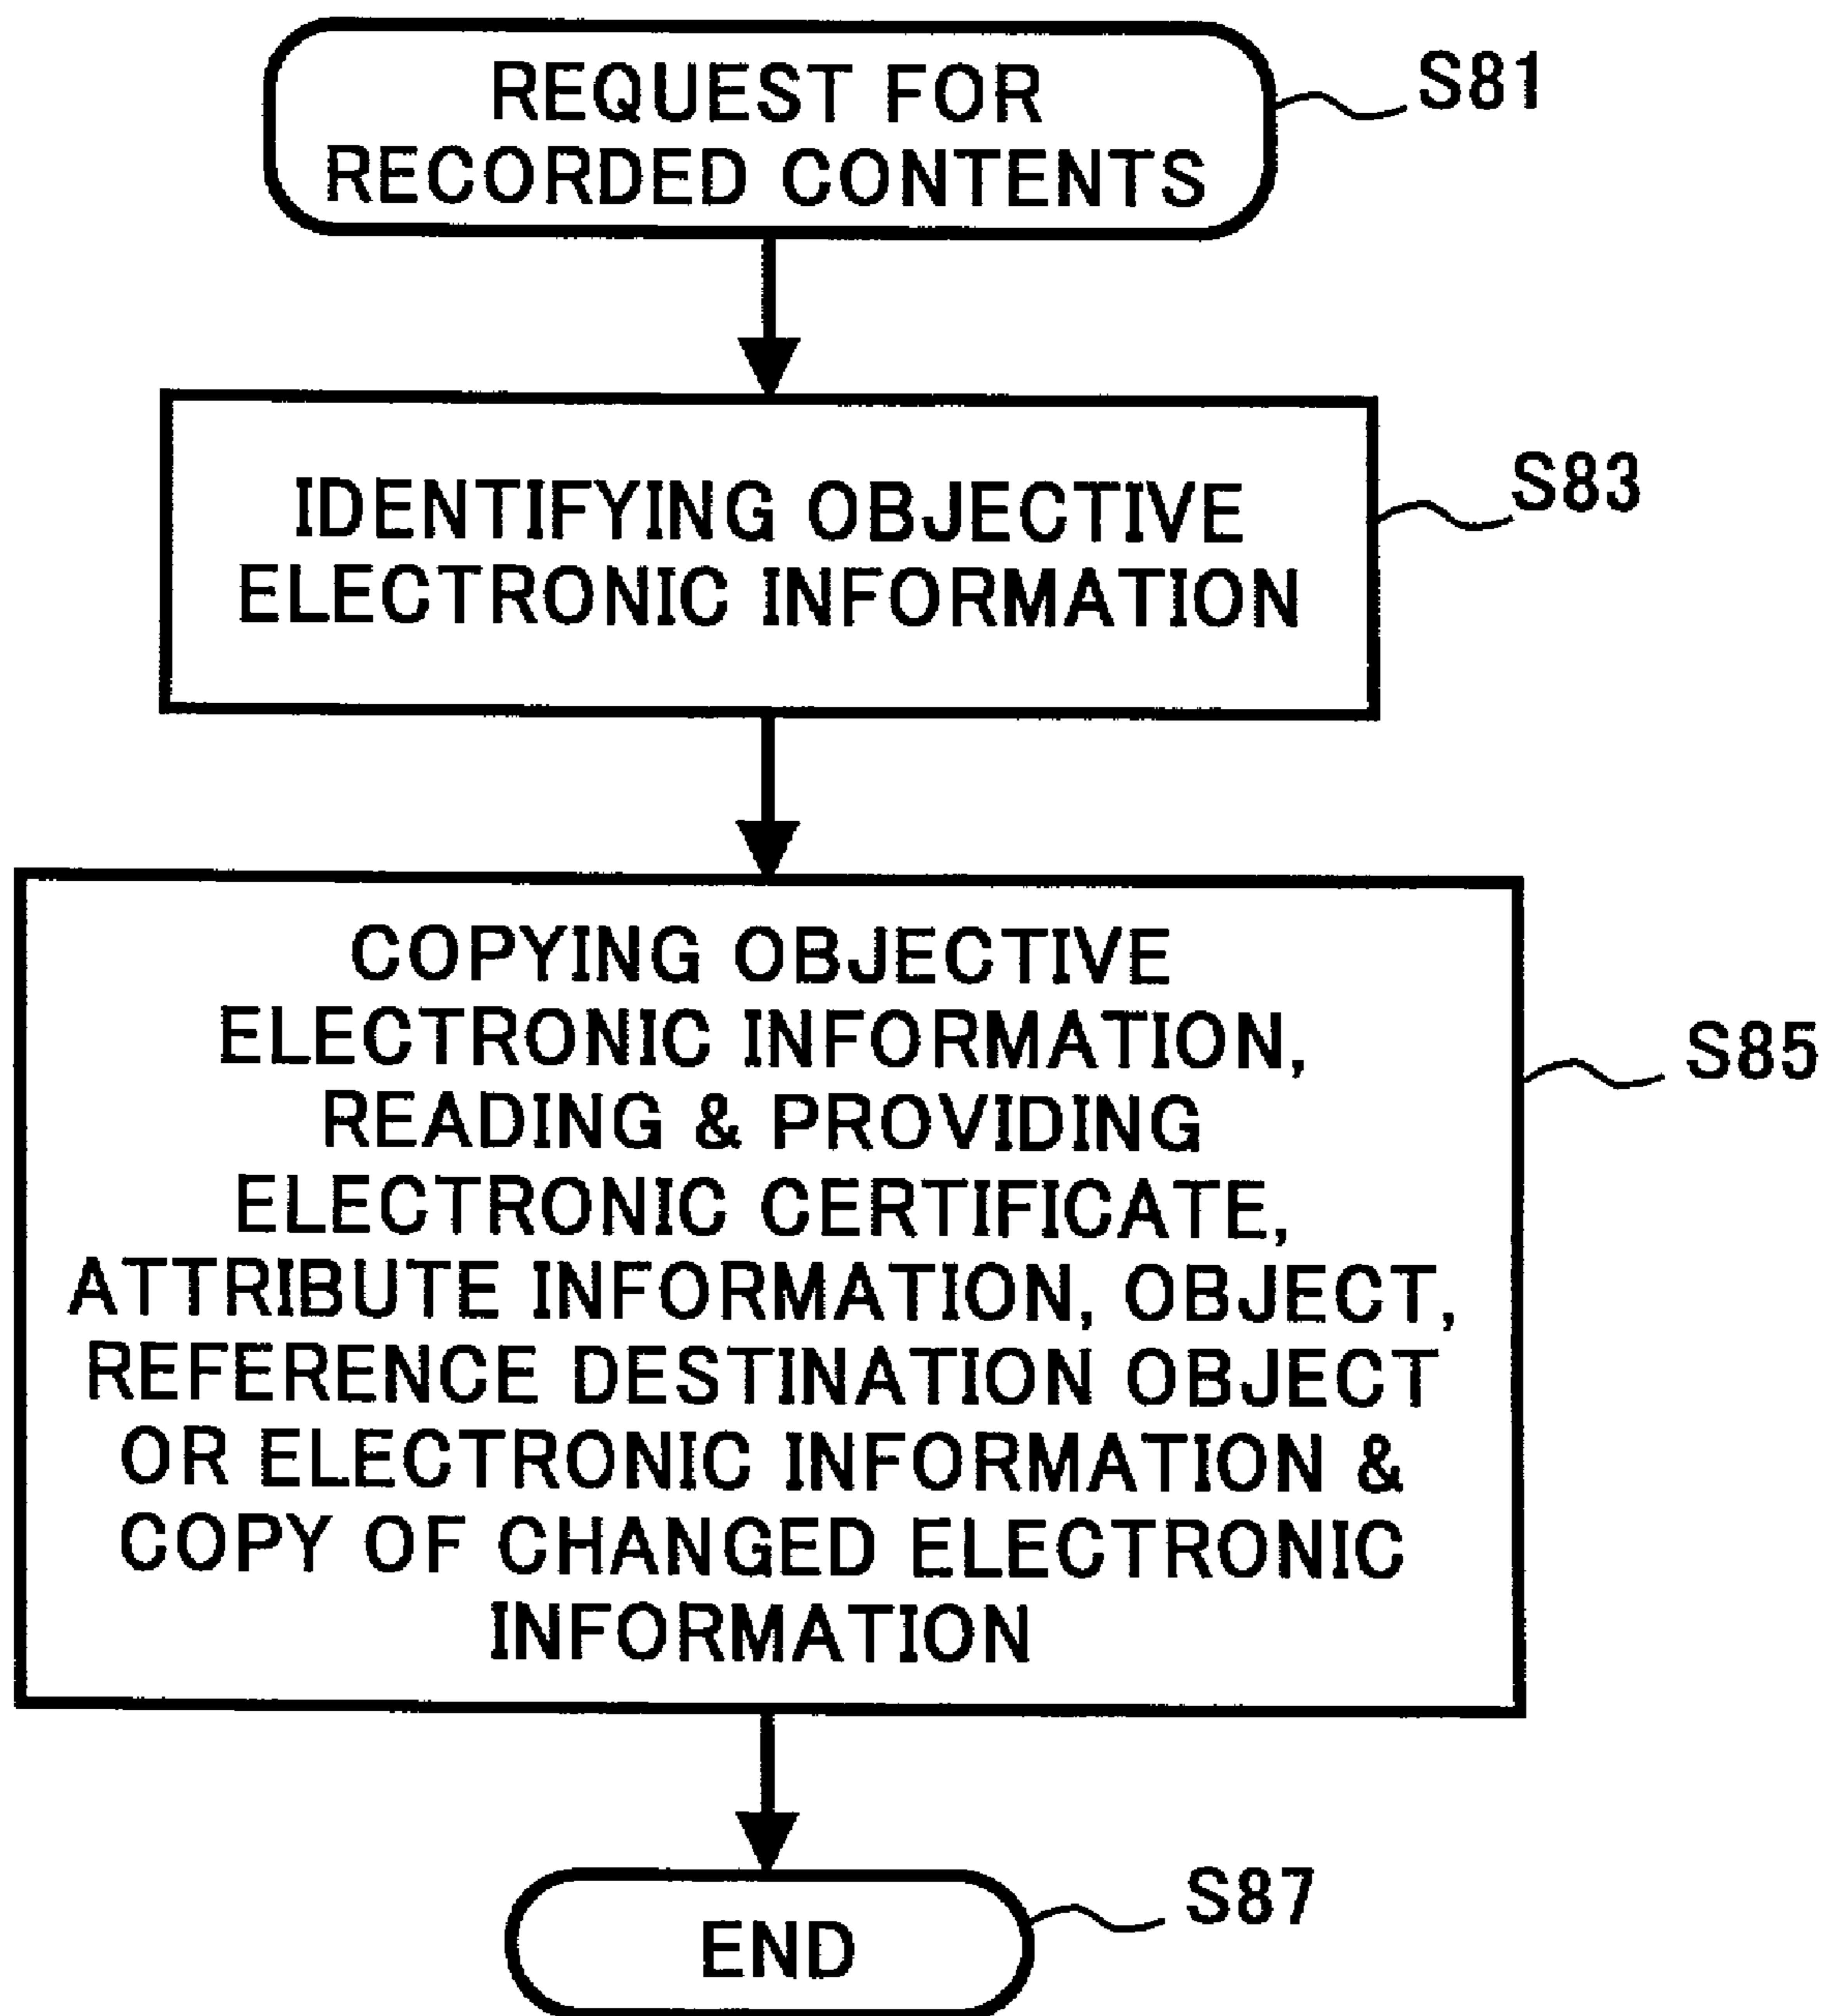 REQUEST FOR
RECORDED CONTENTS
S81
IDENTIFYING OBJECTIVE
ELECTRONIC INFORMATION
S83
COPYING OBJECTIVE
ELECTRONIC INFORMATION,
READING & PROVIDING
ELECTRONIC CERTIFICATE,
ATTRIBUTE INFORMATION, OBJECT,
REFERENCE DESTINATION OBJECT
OR ELECTRONIC INFORMATION &
COPY OF CHANGED ELECTRONIC
INFORMATION
S85
END
S87